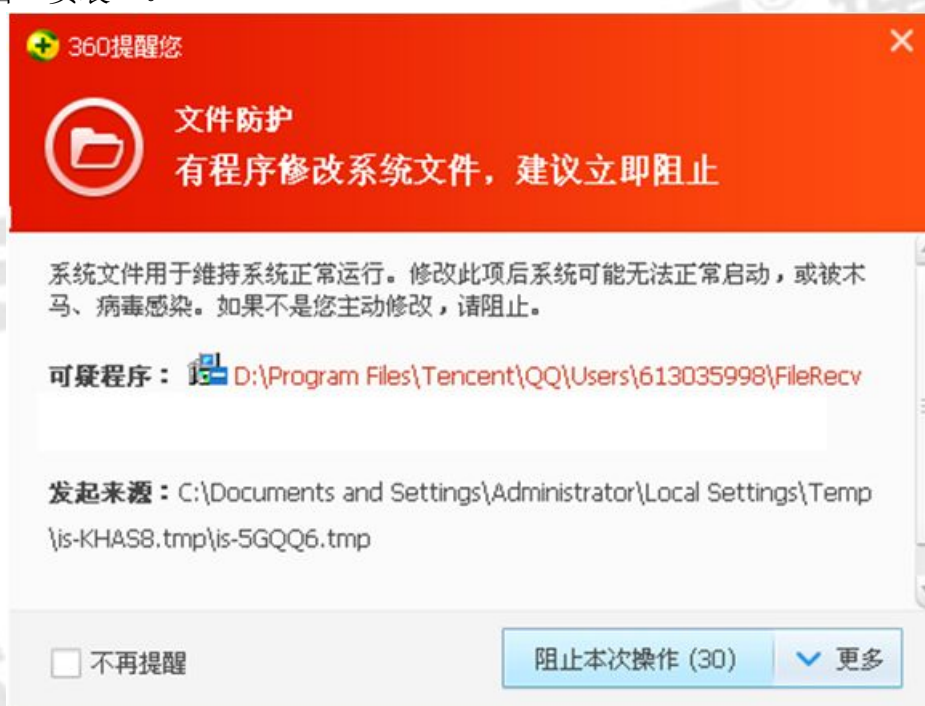 360提醒您
文件防护
有程序修改系统文件，建议立即阻止
系统文件用于维持系统正常运行。修改此项后系统可能无法正常启动，或被木
马、病毒感染。如果不是您主动修改，请阻止。
可疑程序： D:\Program Files\Tencent\QQ\Users\613035998\FileRecv
发起来源：C:\Documents and Settings\Administrator\Local Settings\Temp
\is-KHAS8.tmp\is-5GQQ6.tmp
不再提醒
阻止本次操作 (30) 更多